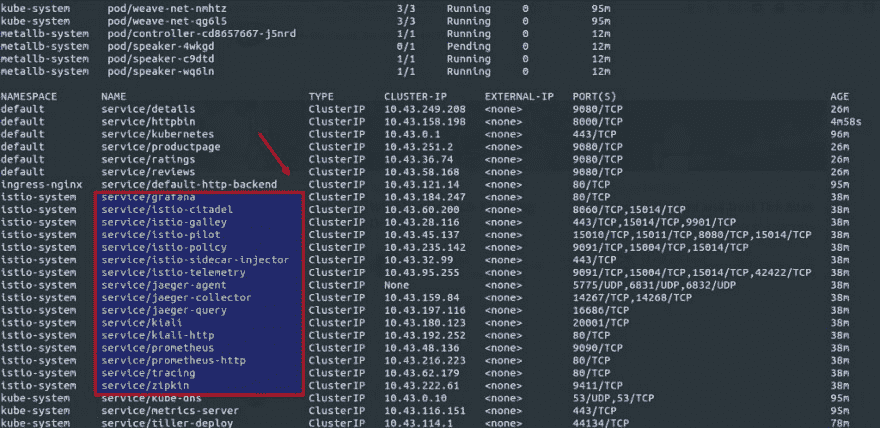 kube-system pod/weave-net-nmhtz 3/3 Running 0 95m
kube-system pod/weave-net-qg6l5 3/3 Running 0 95m
metallb-system pod/controller-cd8657667-j5nrd 1/1 Running 0 12m
metallb-system pod/speaker-4wkgd 0/1 Pending 0 12m
metallb-system pod/speaker-c9dtd 1/1 Running 0 12m
metallb-system pod/speaker-wq6ln 1/1 Running 0 12m
NAMESPACE NAME TYPE CLUSTER-IP EXTERNAL-IP PORT(S) AGE
default service/details ClusterIP 10.43.249.208 <none> 9080/TCP 26m
default service/httpbin ClusterIP 10.43.158.198 <none> 8000/TCP 4m58s
default service/kubernetes ClusterIP 10.43.0.1 <none> 443/TCP 96m
default service/productpage ClusterIP 10.43.251.2 <none> 9080/TCP 26m
default service/ratings ClusterIP 10.43.36.74 <none> 9080/TCP 26m
default service/reviews ClusterIP 10.43.58.168 <none> 9080/TCP 26m
ingress-nginx service/default-http-backend ClusterIP 10.43.121.14 <none> 80/TCP 95m
istio-system service/grafana ClusterIP 10.43.184.247 <none> 80/TCP 38m
istio-system service/istio-citadel ClusterIP 10.43.60.200 <none> 8060/TCP,15014/TCP 38m
istio-system service/istio-galley ClusterIP 10.43.28.116 <none> 443/TCP,15014/TCP,9901/TCP 38m
istio-system service/istio-pilot ClusterIP 10.43.45.137 <none> 15010/TCP,15011/TCP,8080/TCP,15014/TCP 38m
istio-system service/istio-policy ClusterIP 10.43.235.142 <none> 9091/TCP,15004/TCP,15014/TCP 38m
istio-system service/istio-sidecar-injector ClusterIP 10.43.32.99 <none> 443/TCP 38m
istio-system service/istio-telemetry ClusterIP 10.43.95.255 <none> 9091/TCP,15004/TCP,15014/TCP,42422/TCP 38m
istio-system service/jaeger-agent ClusterIP None <none> 5775/UDP,6831/UDP,6832/UDP 38m
istio-system service/jaeger-collector ClusterIP 10.43.159.84 <none> 14267/TCP,14268/TCP 38m
istio-system service/jaeger-query ClusterIP 10.43.197.116 <none> 16686/TCP 38m
istio-system service/kiali ClusterIP 10.43.180.123 <none> 20001/TCP 38m
istio-system service/kiali-http ClusterIP 10.43.192.252 <none> 80/TCP 38m
istio-system service/prometheus ClusterIP 10.43.48.136 <none> 9090/TCP 38m
istio-system service/prometheus-http ClusterIP 10.43.216.223 <none> 80/TCP 38m
istio-system service/tracing ClusterIP 10.43.62.179 <none> 80/TCP 38m
istio-system service/zipkin ClusterIP 10.43.222.61 <none> 9411/TCP 38m
kube-system service/kube-dns ClusterIP 10.43.0.10 <none> 53/UDP,53/TCP 95m
kube-system service/metrics-server ClusterIP 10.43.116.151 <none> 443/TCP 95m
kube-system service/tiller-deploy ClusterIP 10.43.114.1 <none> 44134/TCP 78m